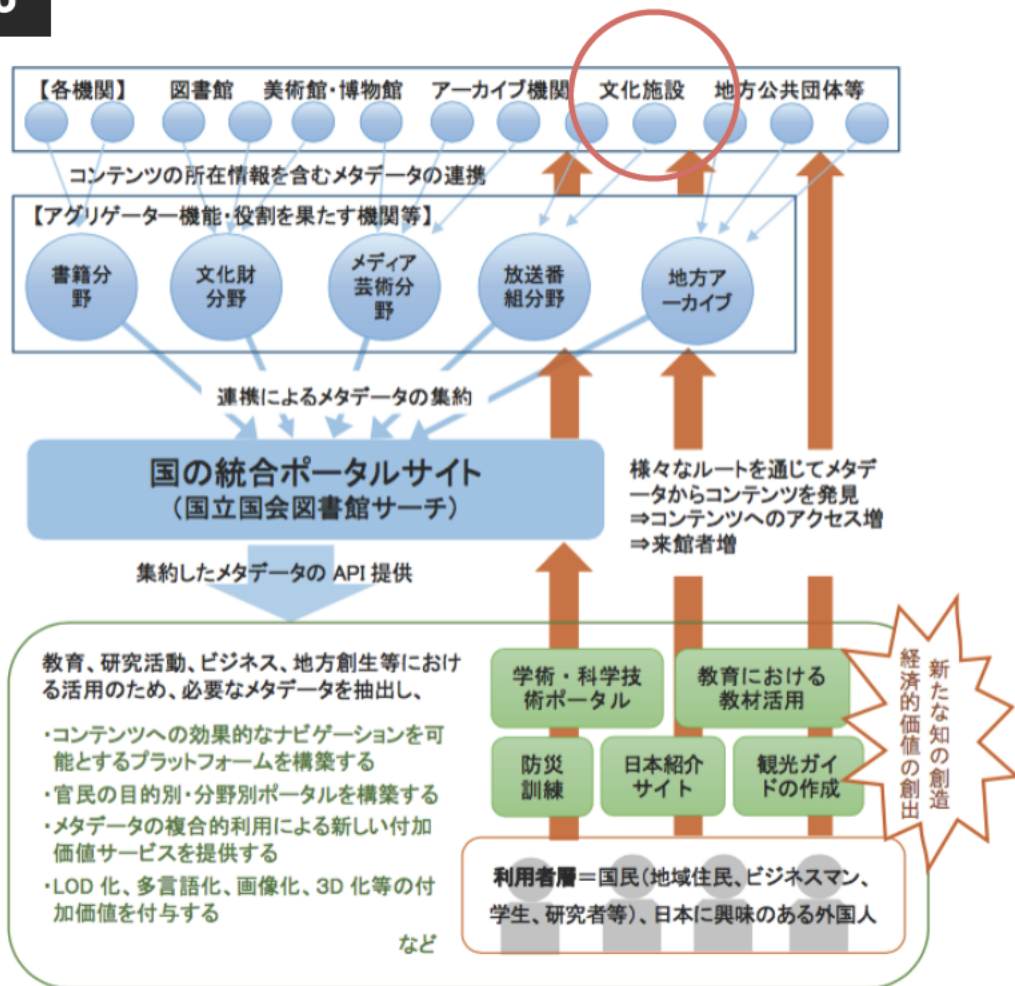 【各機関】 図書館 美術館・博物館 アーカイブ機関 文化施設 地方公共団体等
コンテンツの所在情報を含むメタデータの連携
【アグリゲーター機能・役割を果たす機関等】
書籍分
野
文化財
分野
メディア
芸術分
野
放送番
組分野
地方ア
ーカイブ
連携によるメタデータの集約
国の統合ポータルサイト
(国立国会図書館サーチ)
様々なルートを通じてメタデ
ータからコンテンツを発見
⇒コンテンツへのアクセス増
⇒来館者増
集約したメタデータの API 提供
教育、研究活動、ビジネス、地方創生等におけ
る活用のため、必要なメタデータを抽出し、
・コンテンツへの効果的なナビゲーションを可
能とするプラットフォームを構築する
・官民の目的別・分野別ポータルを構築する
・メタデータの複合的利用による新しい付加
価値サービスを提供する
・LOD 化、多言語化、画像化、3D 化等の付
加価値を付与する
など
学術・科学技
術ポータル
教育における
教材活用
防災
訓練
日本紹介
サイト
観光ガイ
ドの作成
新たな知の創造
経済的価値の創出
利用者層=国民(地域住民、ビジネスマン、
学生、研究者等)、日本に興味のある外国人